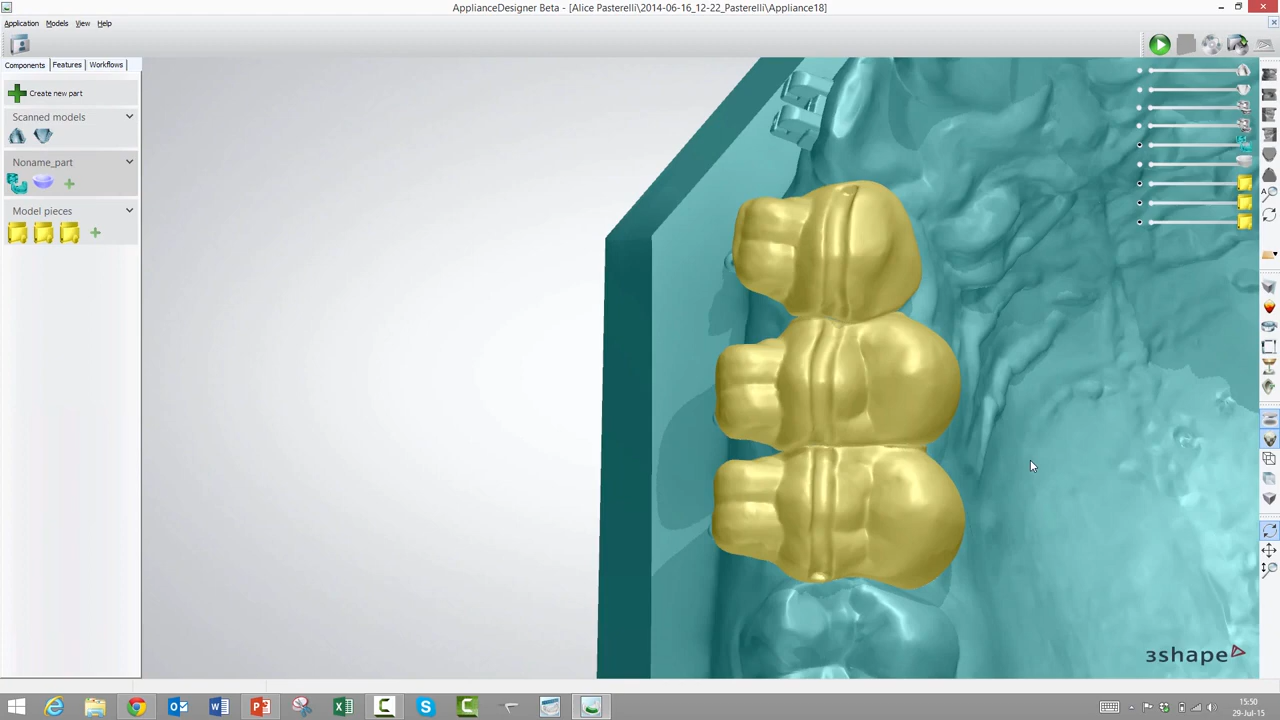 ApplianceDesigner Beta - [Alice Pasterelli\2014-06-16_12-22_Pasterelli\Appliance18]
Application Models View Help
Components Features Workflows
Create new part
Scanned models
Noname_part
Model pieces
3shape
15:50
29-Jul-15